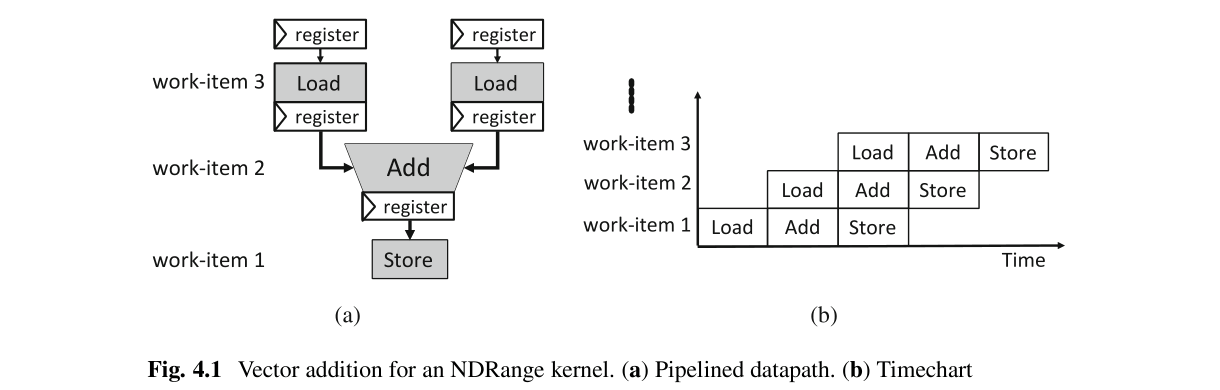 register register
work-item 3 Load Load
register register
work-item 2 Add
register
work-item 1 Store
(a)
work-item 3 Load Add Store
work-item 2 Load Add Store
work-item 1 Load Add Store
Time
(b)
Fig. 4.1 Vector addition for an NDRange kernel. (a) Pipelined datapath. (b) Timechart